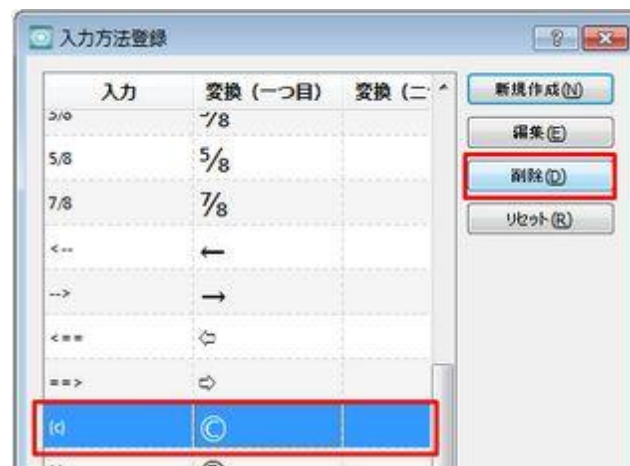 入力方法登録
入力 変換 (一つ目) 変換 (二
新規作成(N)
編集(E)
削除(D)
リセット(R)
5/8 ⅝
7/8 ⅞
<-- ←
--> →
<== ⇦
==> ⇨
(c) ©